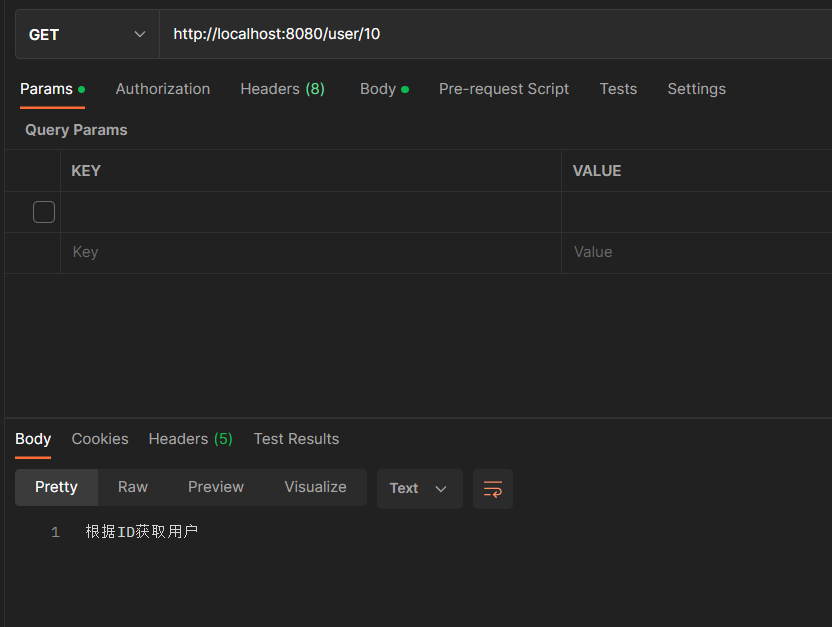 GET http://localhost:8080/user/10
Params Authorization Headers (8) Body Pre-request Script Tests Settings
Query Params
KEY VALUE
Key Value
Body Cookies Headers (5) Test Results
Pretty Raw Preview Visualize Text
1 根据ID获取用户